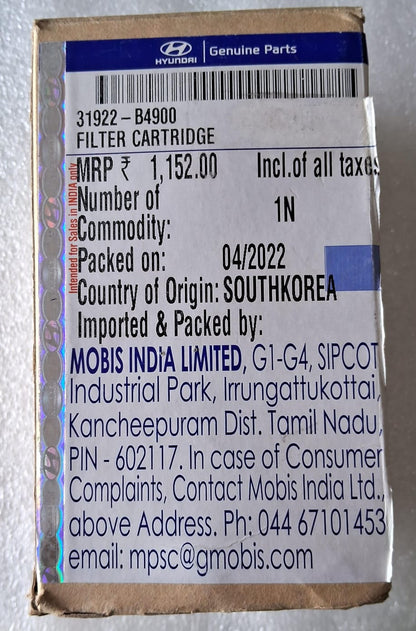 HYUNDAI
Genuine Parts
31922 - B4900
FILTER CARTRIDGE
MRP ₹ 1,152.00 Incl.of all taxes
Number of
Commodity:
1N
Packed on: 04/2022
Country of Origin: SOUTHKOREA
Imported & Packed by:
MOBIS INDIA LIMITED, G1-G4, SIPCOT
Industrial Park, Irrungattukottai,
Kancheepuram Dist. Tamil Nadu,
PIN - 602117. In case of Consumer
Complaints, Contact Mobis India Ltd.,
above Address. Ph: 044 67101453
email: mpsc@gmobis.com
Intended for Sales in INDIA only